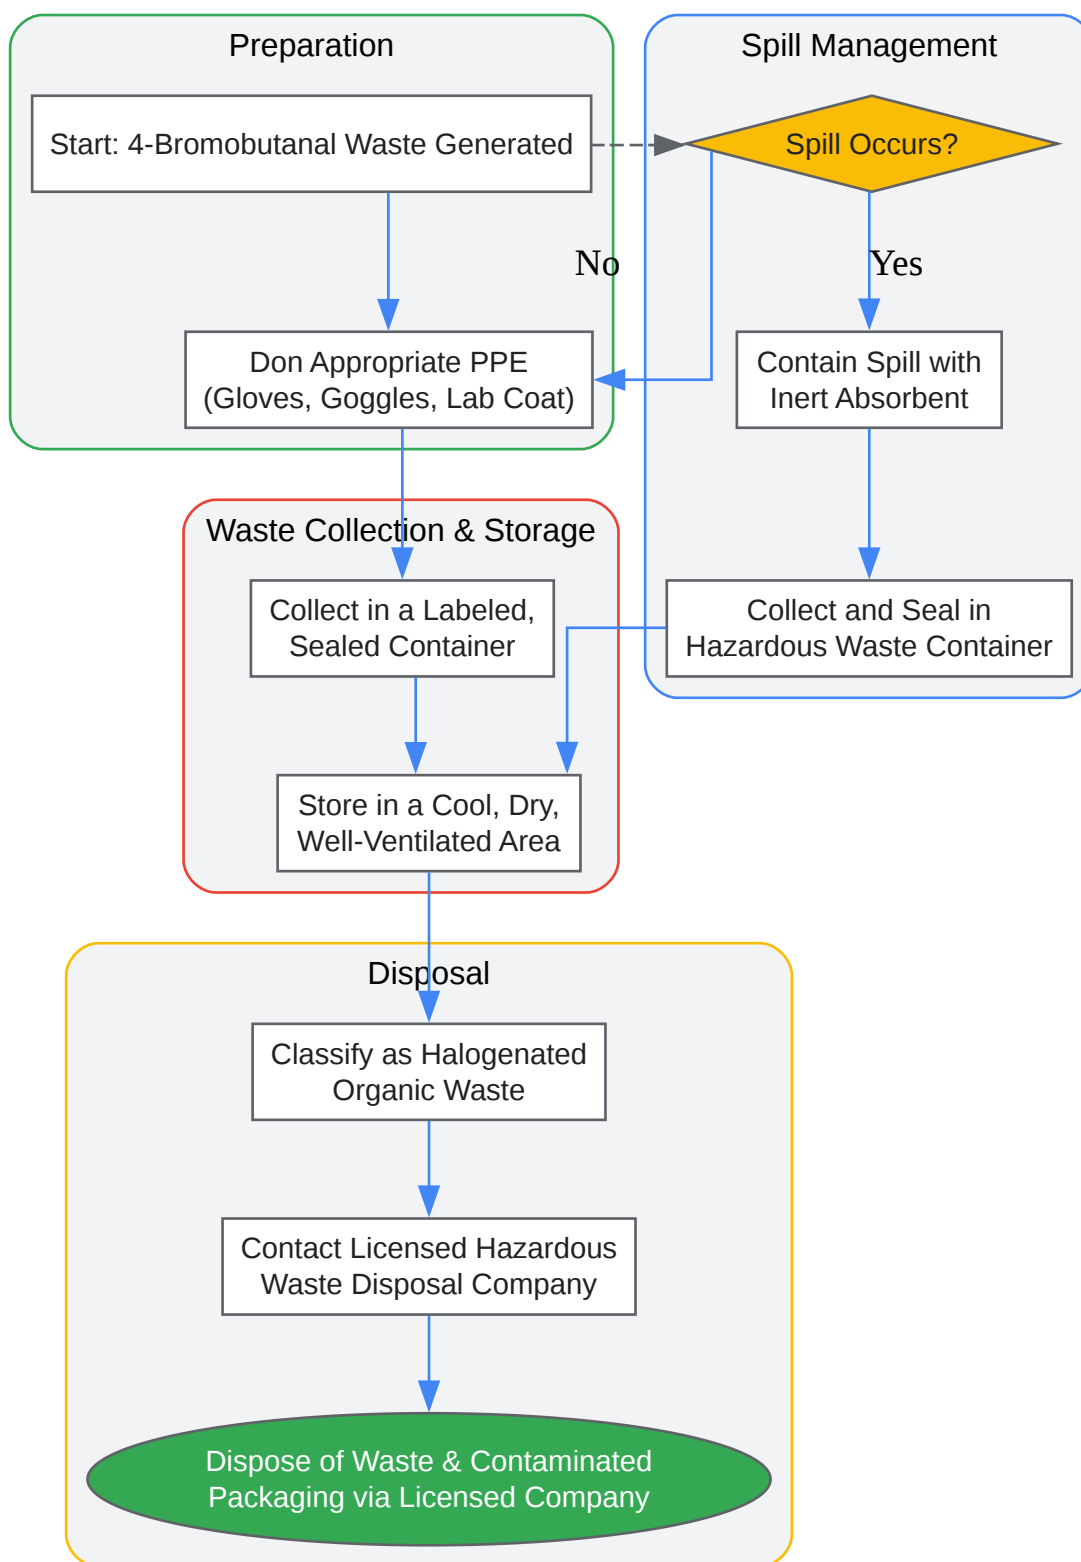 Preparation
Start: 4-Bromobutanal Waste Generated
Don Appropriate PPE
(Gloves, Goggles, Lab Coat)
Spill Management
Spill Occurs?
No
Yes
Contain Spill with
Inert Absorbent
Collect and Seal in
Hazardous Waste Container
Waste Collection & Storage
Collect in a Labeled,
Sealed Container
Store in a Cool, Dry,
Well-Ventilated Area
Disposal
Classify as Halogenated
Organic Waste
Contact Licensed Hazardous
Waste Disposal Company
Dispose of Waste & Contaminated
Packaging via Licensed Company